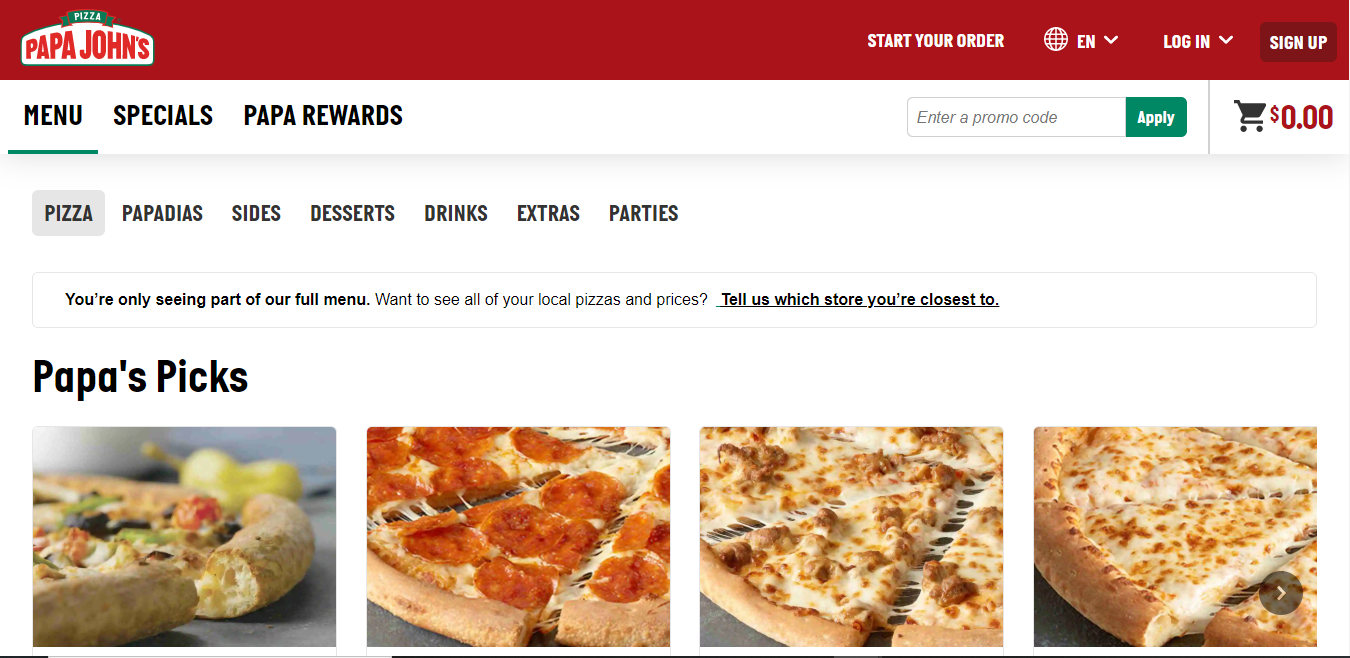 PIZZA
PAPA JOHN'S
START YOUR ORDER
EN
LOG IN
SIGN UP
MENU
SPECIALS
PAPA REWARDS
Enter a promo code
Apply
$0.00
PIZZA
PAPADIAS
SIDES
DESSERTS
DRINKS
EXTRAS
PARTIES
You’re only seeing part of our full menu. Want to see all of your local pizzas and prices? Tell us which store you’re closest to.
Papa's Picks